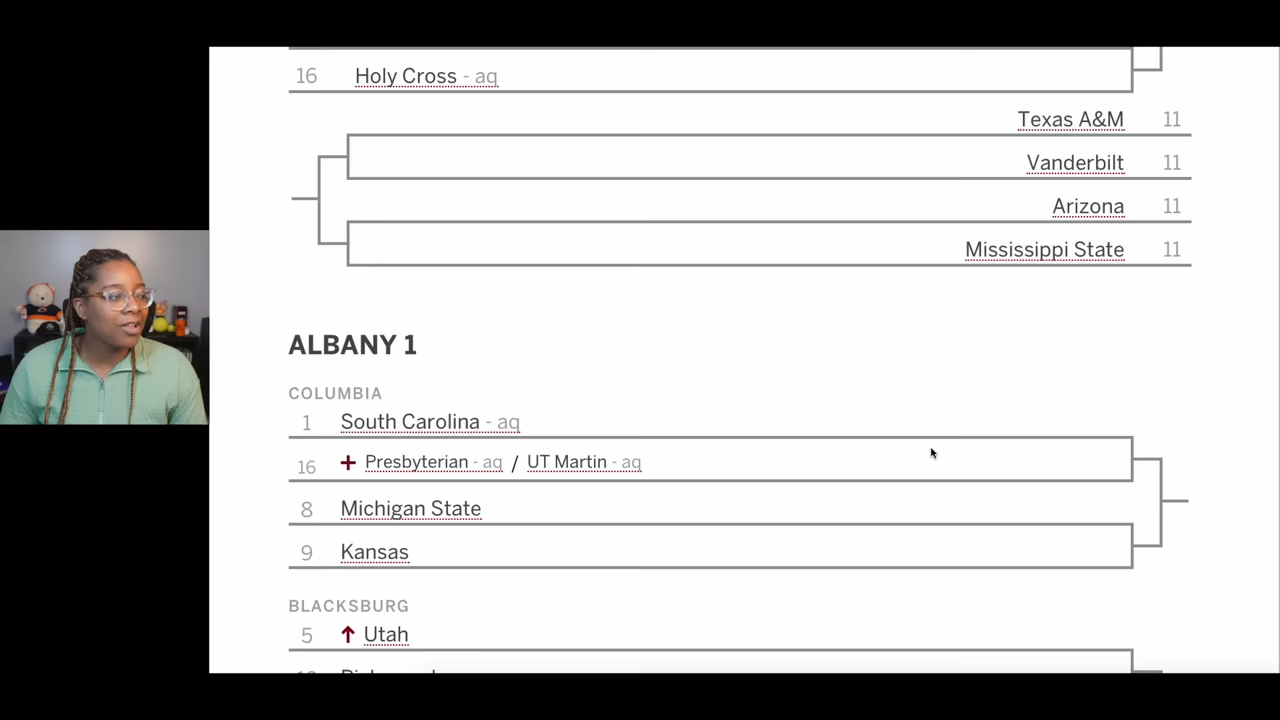 16 Holy Cross - aq
Texas A&M 11
Vanderbilt 11
Arizona 11
Mississippi State 11
ALBANY 1
COLUMBIA
1 South Carolina - aq
16 + Presbyterian - aq / UT Martin - aq
8 Michigan State
9 Kansas
BLACKSBURG
5 ↑ Utah